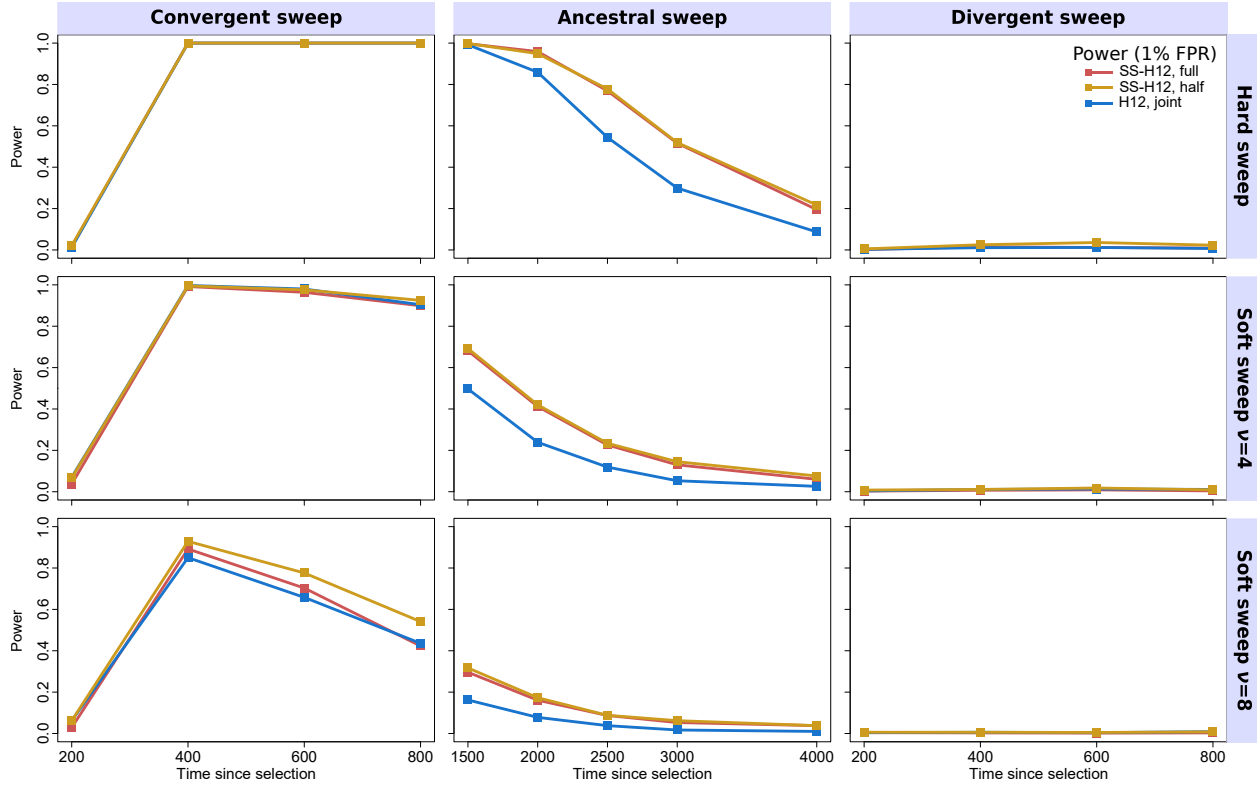 Convergent sweep
Ancestral sweep
Divergent sweep
Power (1% FPR)
SS-H12, full
SS-H12, half
H12, joint
Hard sweep
Power
0.0 0.2 0.4 0.6 0.8 1.0
Soft sweep ν=4
Power
0.0 0.2 0.4 0.6 0.8 1.0
Soft sweep ν=8
Power
0.0 0.2 0.4 0.6 0.8 1.0
200 400 600 800
1500 2000 2500 3000 4000
200 400 600 800
Time since selection
Time since selection
Time since selection